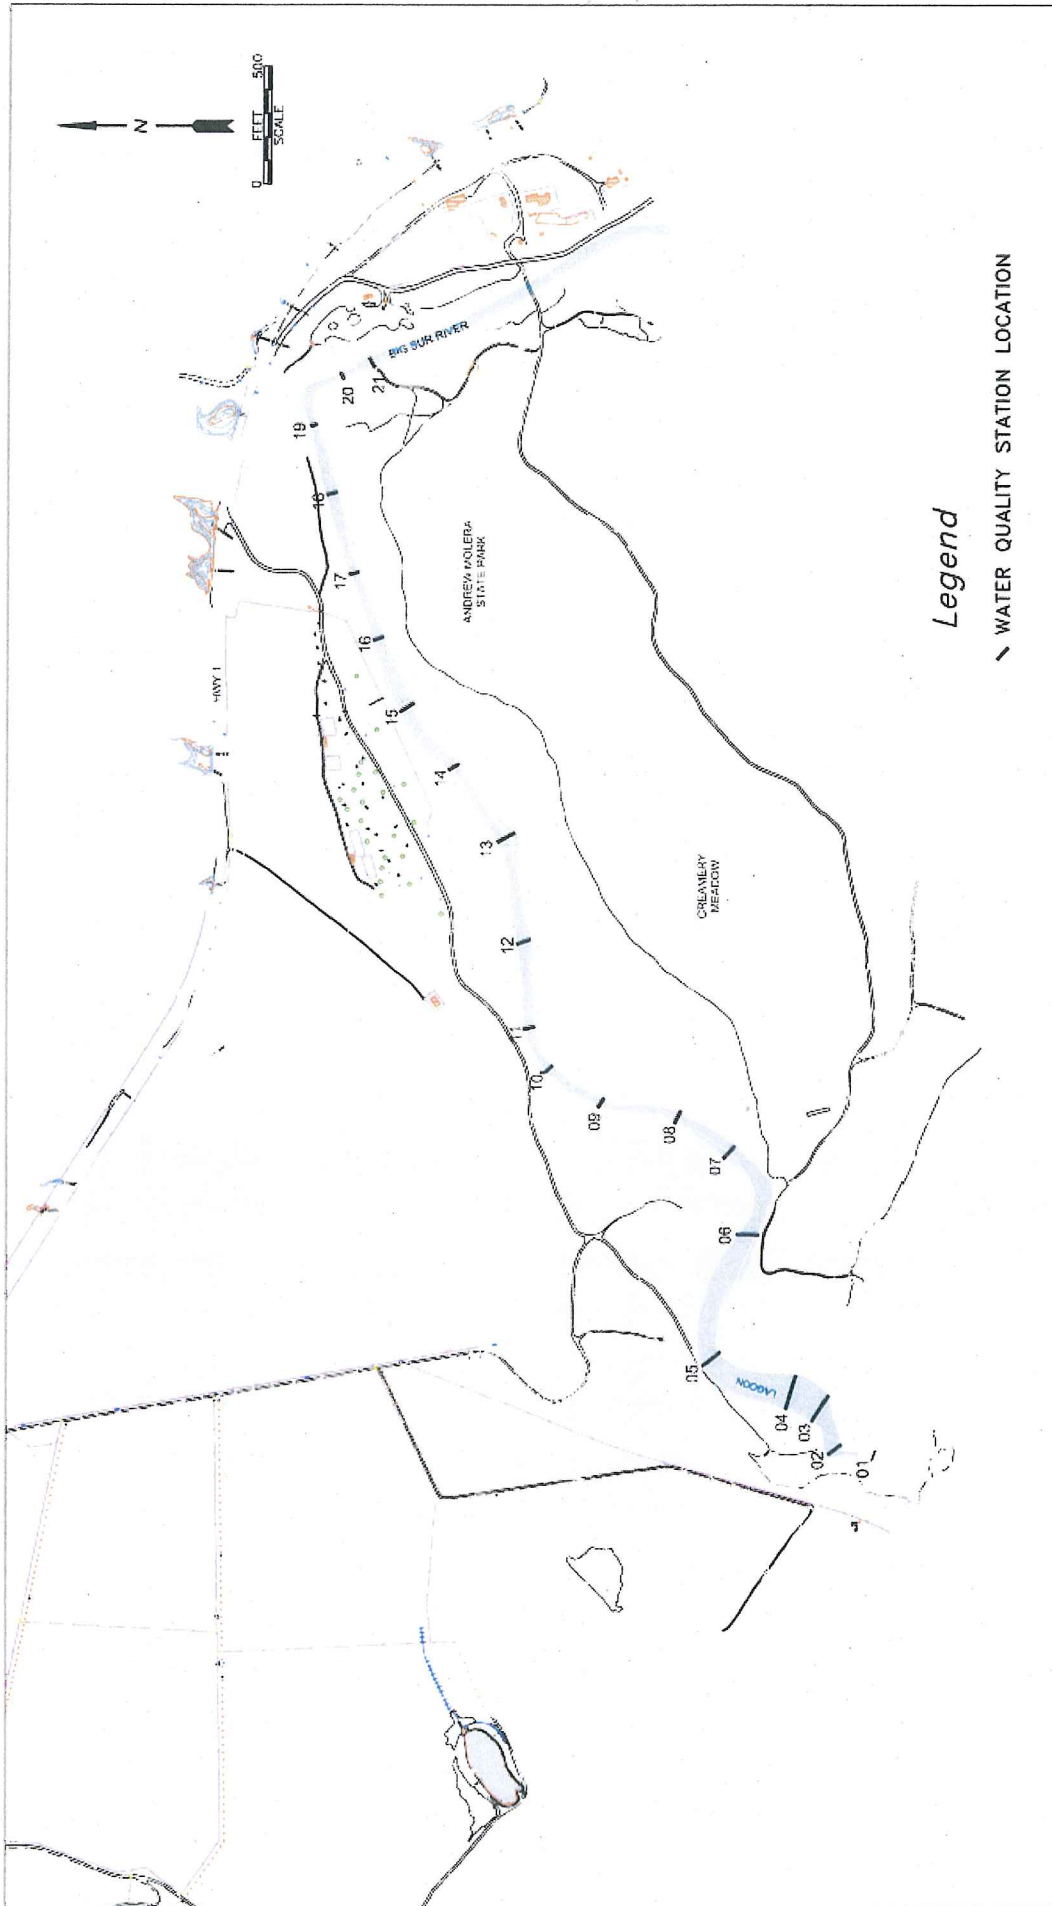 N
0 500
FEET
SCALE
HWY 1
BIG SUR RIVER
21
20
19
18
17
16
15
14
13
12
11
10
09
08
07
06
05
04
03
02
01
ANDREW MOLERA
STATE PARK
CREAMERY
MEADOW
LAGOON
Legend
WATER QUALITY STATION LOCATION